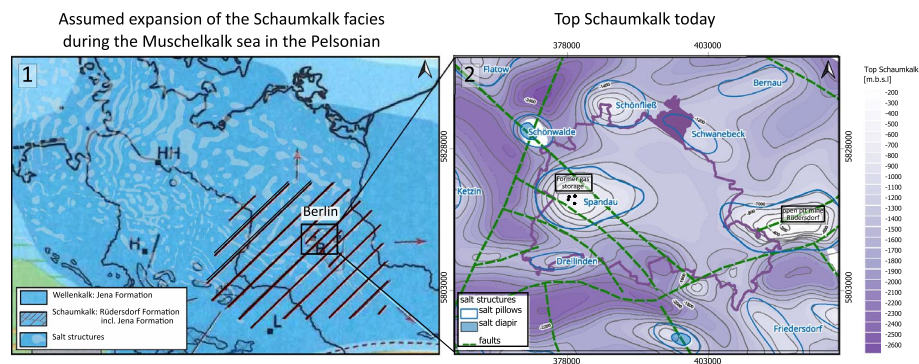 Assumed expansion of the Schaumkalk facies
during the Muschelkalk sea in the Pelsonian
Top Schaumkalk today
1
HH
H
Berlin
B
L
Wellenkalk: Jena Formation
Schaumkalk: Rüdersdorf Formation
incl. Jena Formation
Salt structures
378000
403000
2
Flatow
Schönfließ
Bernau
Schönwalde
Schwanebeck
Ketzin
Former gas
storage
Spandau
open pit mine
Rüdersdorf
Dreilinden
Friedersdorf
salt structures
salt pillows
salt diapir
faults
5828000
5803000
5828000
5803000
378000
403000
Top Schaumkalk
[m.b.s.l]
-200
-300
-400
-500
-600
-700
-800
-900
-1000
-1100
-1200
-1300
-1400
-1500
-1600
-1700
-1800
-1900
-2000
-2100
-2200
-2300
-2400
-2500
-2600